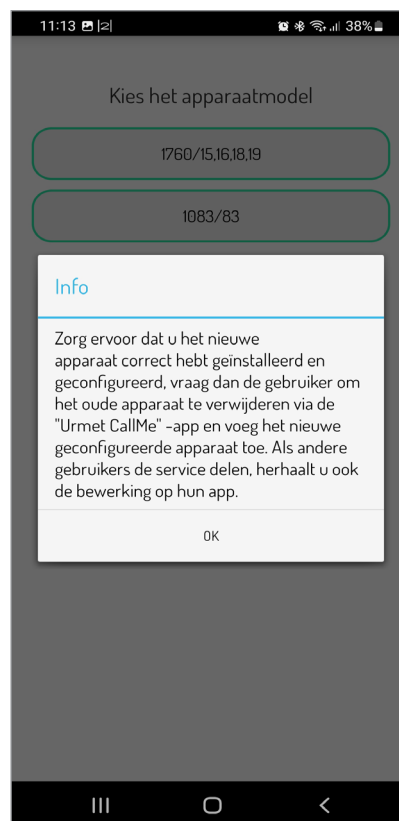 11:13 |2| 38%
Kies het apparaatmodel
1760/15,16,18,19
1083/83
Info
Zorg ervoor dat u het nieuwe
apparaat correct hebt geïnstalleerd en
geconfigureerd, vraag dan de gebruiker om
het oude apparaat te verwijderen via de
"Urmet CallMe" -app en voeg het nieuwe
geconfigureerde apparaat toe. Als andere
gebruikers de service delen, herhaalt u ook
de bewerking op hun app.
OK